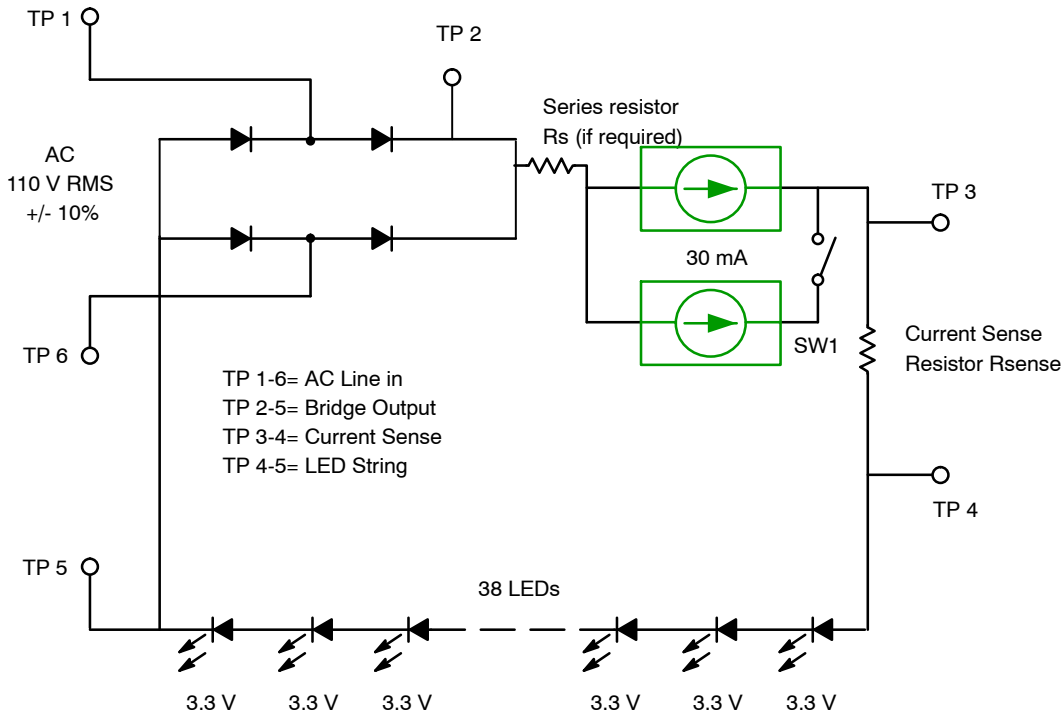 TP 1
TP 2
Series resistor
Rs (if required)
AC
110 V RMS
+/- 10%
TP 3
30 mA
SW1
Current Sense
Resistor Rsense
TP 6
TP 1-6= AC Line in
TP 2-5= Bridge Output
TP 3-4= Current Sense
TP 4-5= LED String
TP 4
TP 5
38 LEDs
3.3 V
3.3 V
3.3 V
3.3 V
3.3 V
3.3 V